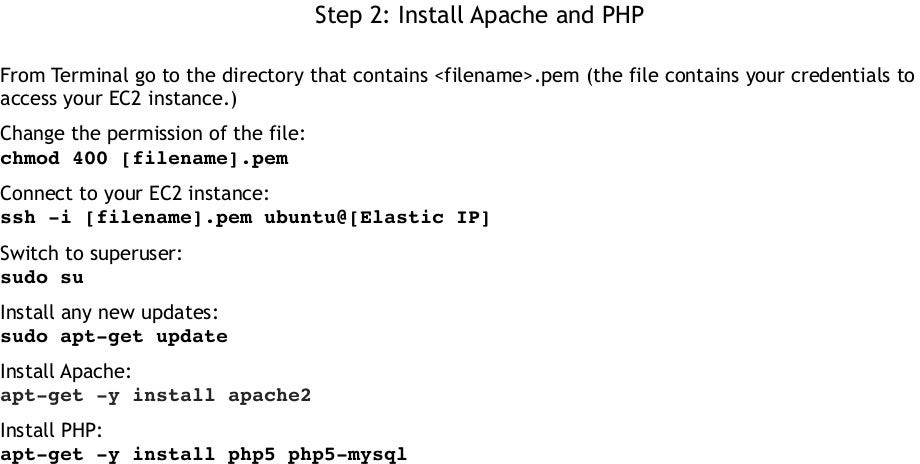 Step 2: Install Apache and PHP
From Terminal go to the directory that contains <filename>.pem (the file contains your credentials to
access your EC2 instance.)
Change the permission of the file:
chmod 400 [filename].pem
Connect to your EC2 instance:
ssh -i [filename].pem ubuntu@[Elastic IP]
Switch to superuser:
sudo su
Install any new updates:
sudo apt-get update
Install Apache:
apt-get -y install apache2
Install PHP:
apt-get -y install php5 php5-mysql